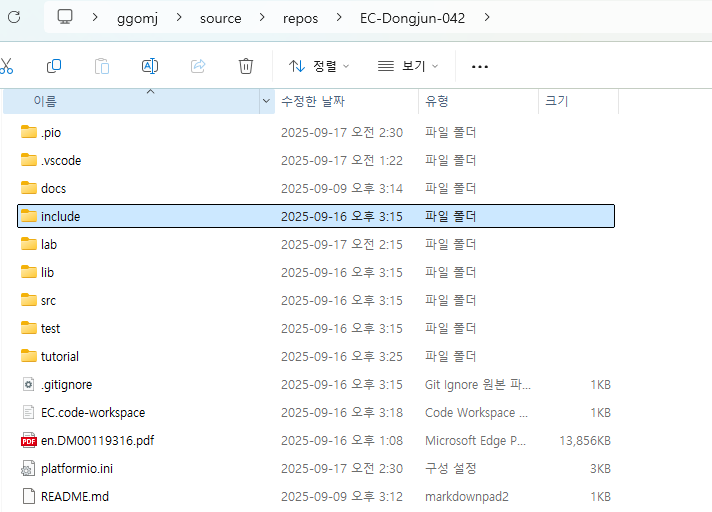 ggomj > source > repos > EC-Dongjun-042 >
정렬 보기 ...
이름 수정한 날짜 유형 크기
.pio 2025-09-17 오전 2:30 파일 폴더
.vscode 2025-09-17 오전 1:22 파일 폴더
docs 2025-09-09 오후 3:14 파일 폴더
include 2025-09-16 오후 3:15 파일 폴더
lab 2025-09-17 오전 2:15 파일 폴더
lib 2025-09-16 오후 3:15 파일 폴더
src 2025-09-16 오후 3:15 파일 폴더
test 2025-09-16 오후 3:15 파일 폴더
tutorial 2025-09-16 오후 3:25 파일 폴더
.gitignore 2025-09-16 오후 3:15 Git Ignore 원본 파... 1KB
EC.code-workspace 2025-09-16 오후 3:18 Code Workspace ... 1KB
en.DM00119316.pdf 2025-09-16 오후 1:08 Microsoft Edge P... 13,856KB
platformio.ini 2025-09-17 오전 2:30 구성 설정 3KB
README.md 2025-09-09 오후 3:12 markdownpad2 1KB